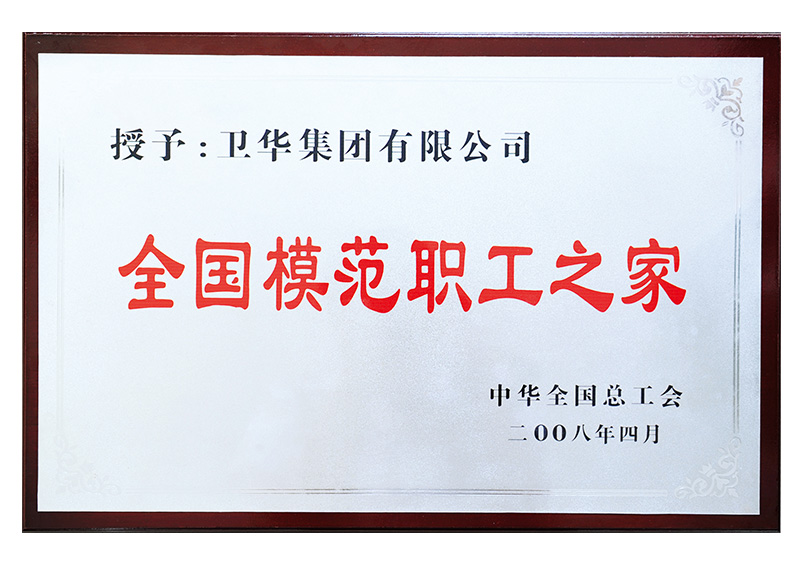 授予：卫华集团有限公司
全国模范职工之家
中华全国总工会
二00八年四月